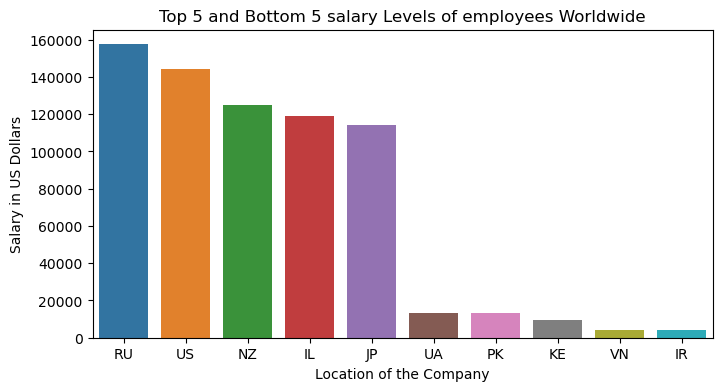 Top 5 and Bottom 5 salary Levels of employees Worldwide
Salary in US Dollars
160000
140000
120000
100000
80000
60000
40000
20000
0
RU US NZ IL JP UA PK KE VN IR
Location of the Company